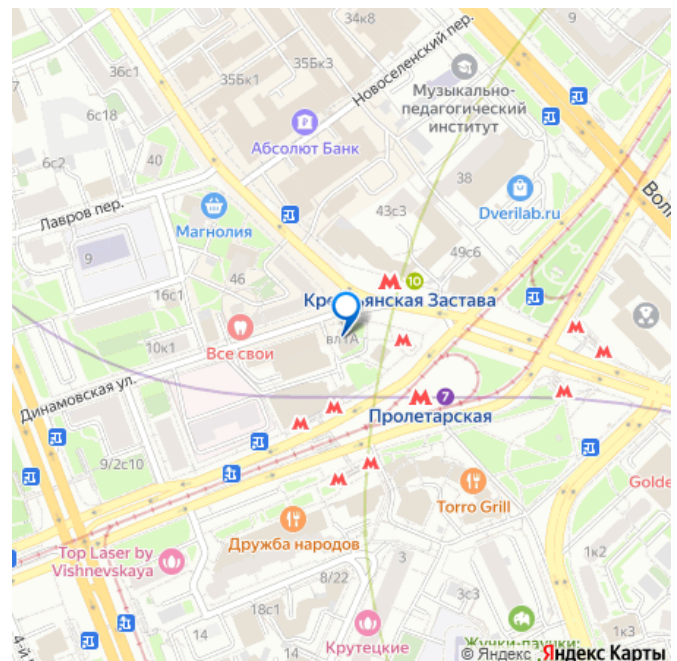 34к8
9
36с1
35Бк3
Новоселенский пер.
35Бк1
Музыкально-
педагогический
институт
6с18
Абсолют Банк
6с2
40
38
Dverilab.ru
Лавров пер.
43с3
Магнолия
49с6
9
46
10
16с1
вл1А
Все свои
10к1
7
Динамовская ул.
Пролетарская
9/2с10
Torro Grill
Дружба народов
Top Laser by
Vishnevskaya
3
1к2
8/22
3с3
18с1
14
14
Крутецкие
1к3
© Яндекс Яндекс Карты